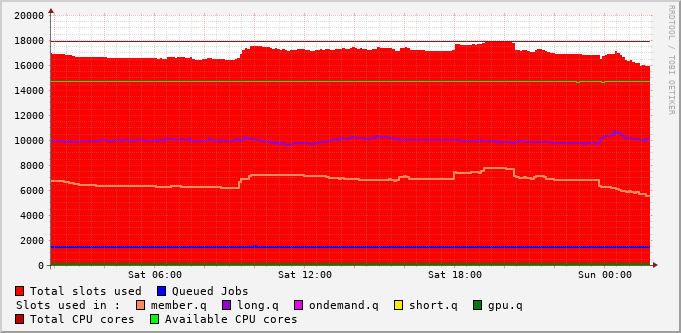 RRDTOOL / TOBI OETIKER
20000
18000
16000
14000
12000
10000
8000
6000
4000
2000
0
Sat 06:00 Sat 12:00 Sat 18:00 Sun 00:00
Total slots used Queued Jobs
Slots used in : member.q long.q ondemand.q short.q gpu.q
Total CPU cores Available CPU cores